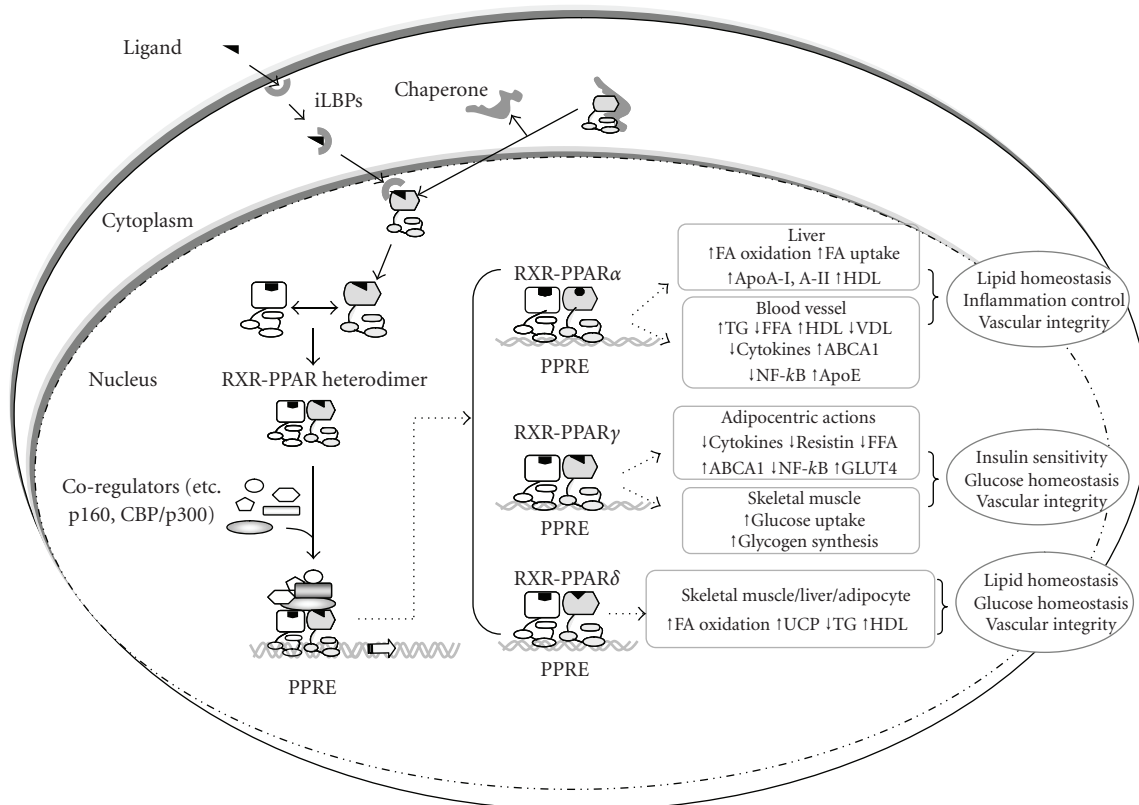 Ligand
iLBPs
Chaperone
Cytoplasm
Nucleus
RXR-PPAR heterodimer
Co-regulators (etc.
p160, CBP/p300)
PPRE
RXR-PPARα
PPRE
Liver
↑FA oxidation ↑FA uptake
↑ApoA-I, A-II ↑HDL
Blood vessel
↑TG ↓FFA ↑HDL ↓VDL
↓Cytokines ↑ABCA1
↓NF-kB ↑ApoE
Lipid homeostasis
Inflammation control
Vascular integrity
RXR-PPARγ
PPRE
Adipocentric actions
↓Cytokines ↓Resistin ↓FFA
↑ABCA1 ↓NF-kB ↑GLUT4
Skeletal muscle
↑Glucose uptake
↑Glycogen synthesis
Insulin sensitivity
Glucose homeostasis
Vascular integrity
RXR-PPARδ
PPRE
Skeletal muscle/liver/adipocyte
↑FA oxidation ↑UCP ↓TG ↑HDL
Lipid homeostasis
Glucose homeostasis
Vascular integrity